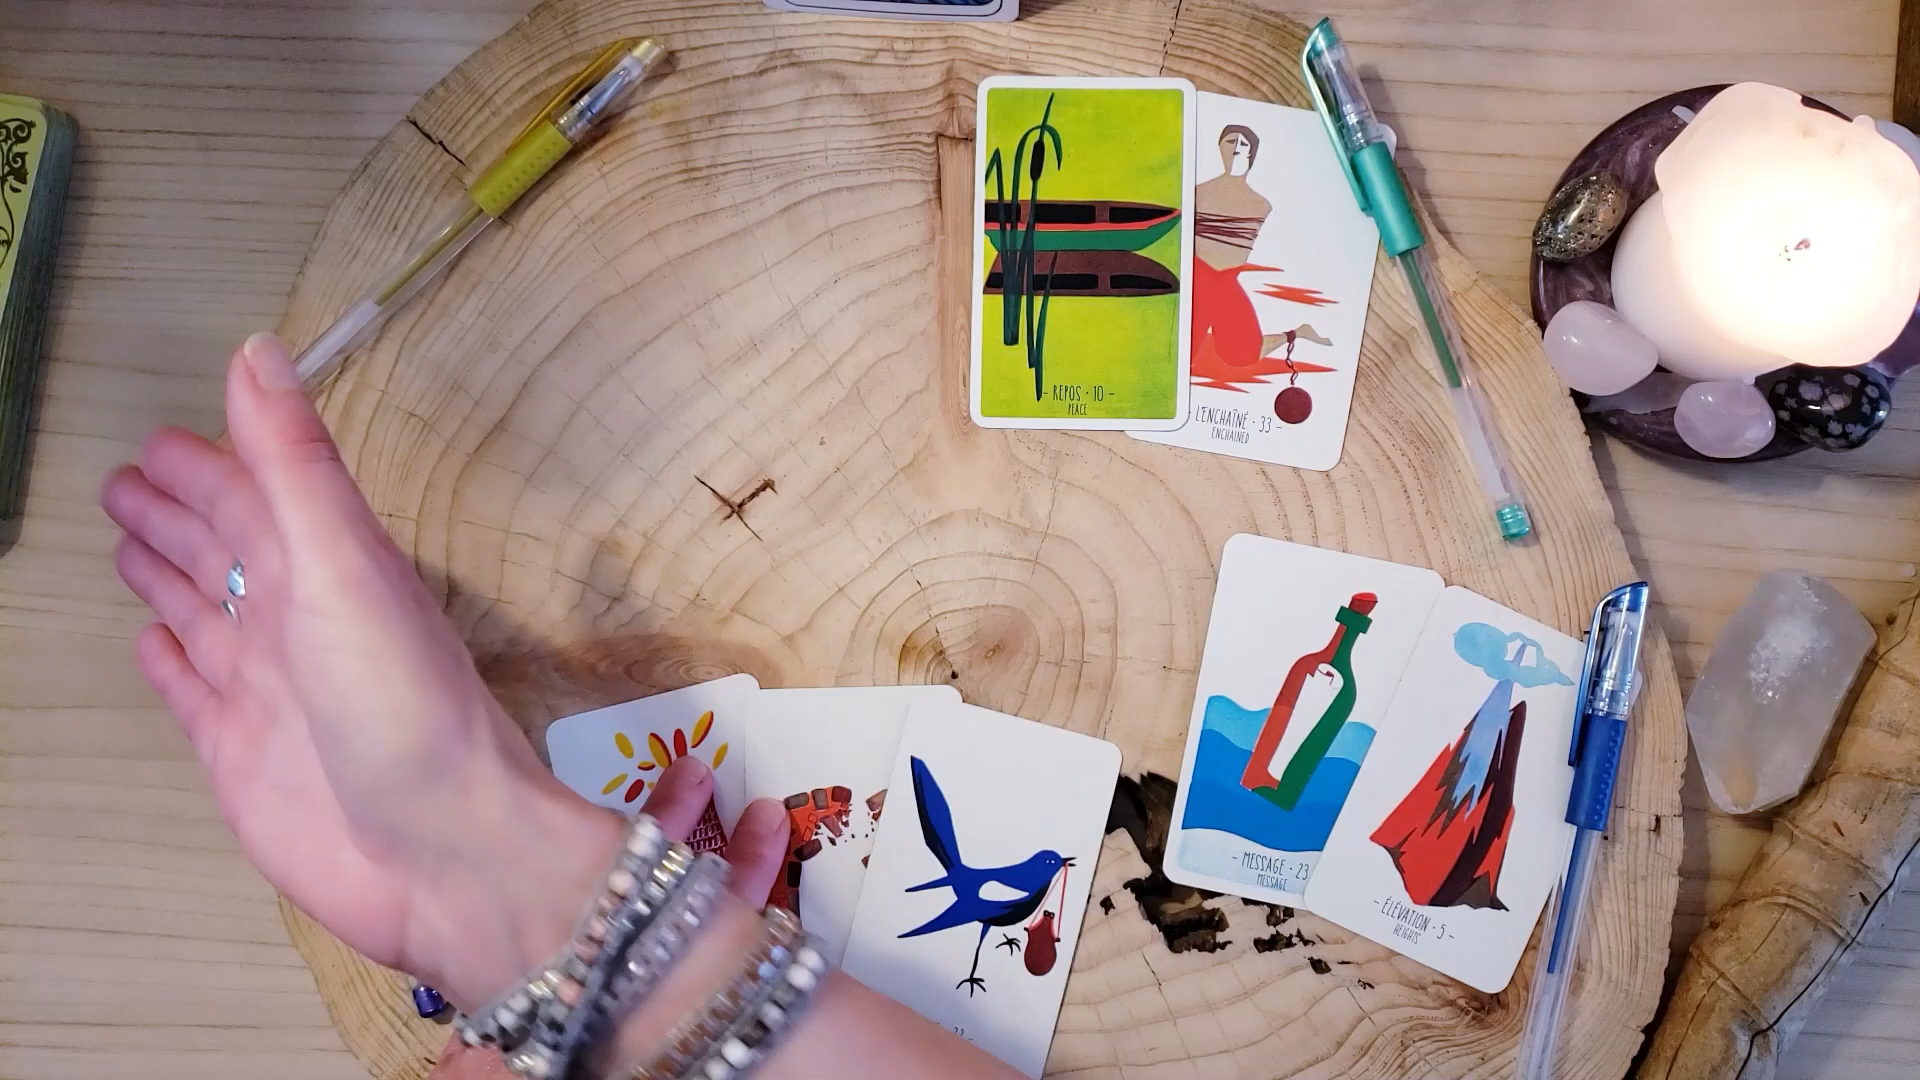 - REPOS · 10 -
PEACE
L'ENCHAÎNÉ · 33 -
ENCHAINED
- MESSAGE · 23
MESSAGE
- ÉLÉVATION · 5 -
HEIGHTS